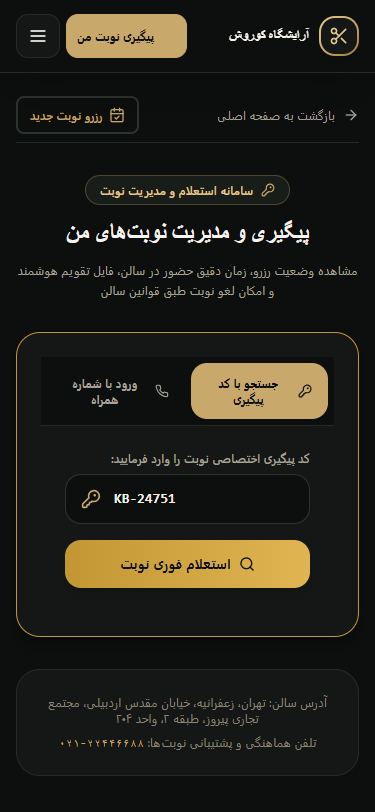 آرایشگاه کوروش
پیگیری نوبت من
بازگشت به صفحه اصلی
رزرو نوبت جدید
سامانه استعلام و مدیریت نوبت
پیگیری و مدیریت نوبت‌های من
مشاهده وضعیت رزرو، زمان دقیق حضور در سالن، فایل تقویم هوشمند
و امکان لغو نوبت طبق قوانین سالن
جستجو با کد
پیگیری
ورود با شماره
همراه
کد پیگیری اختصاصی نوبت را وارد فرمایید:
KB-24751
استعلام فوری نوبت
آدرس سالن: تهران، زعفرانیه، خیابان مقدس اردبیلی، مجتمع
تجاری پیروز، طبقه ۲، واحد ۲۰۴
تلفن هماهنگی و پشتیبانی نوبت‌ها: ۰۲۱-۲۲۴۴۶۶۸۸